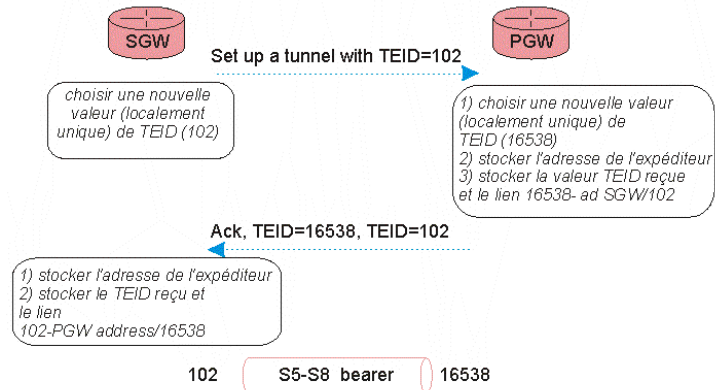 SGW
PGW
Set up a tunnel with TEID=102
choisir une nouvelle
valeur (localement
unique) de TEID (102)
1) choisir une nouvelle valeur
(localement unique) de
TEID (16538)
2) stocker l'adresse de l'expéditeur
3) stocker la valeur TEID reçue
et le lien 16538- ad SGW/102
Ack, TEID=16538, TEID=102
1) stocker l'adresse de l'expéditeur
2) stocker le TEID reçu et
le lien
102-PGW address/16538
102
S5-S8 bearer
16538